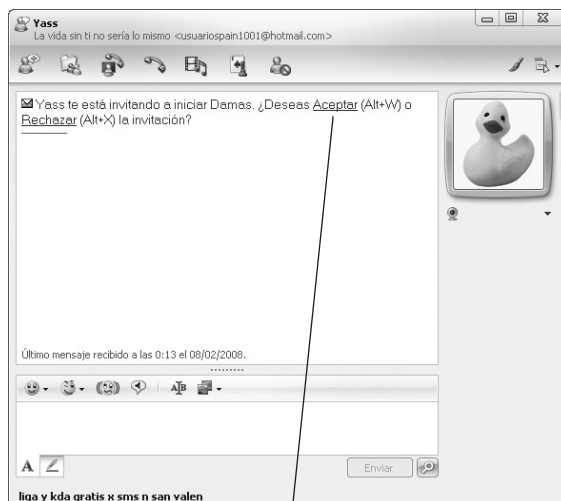 Yass
La vida sin ti no sería lo mismo <usuariospain1001@hotmail.com>
Yass te está invitando a iniciar Damas. ¿Deseas Aceptar (Alt+W) o
Rechazar (Alt+X) la invitación?
Último mensaje recibido a las 0:13 el 08/02/2008.
A
Enviar
liga y kda gratis x sms n san valen